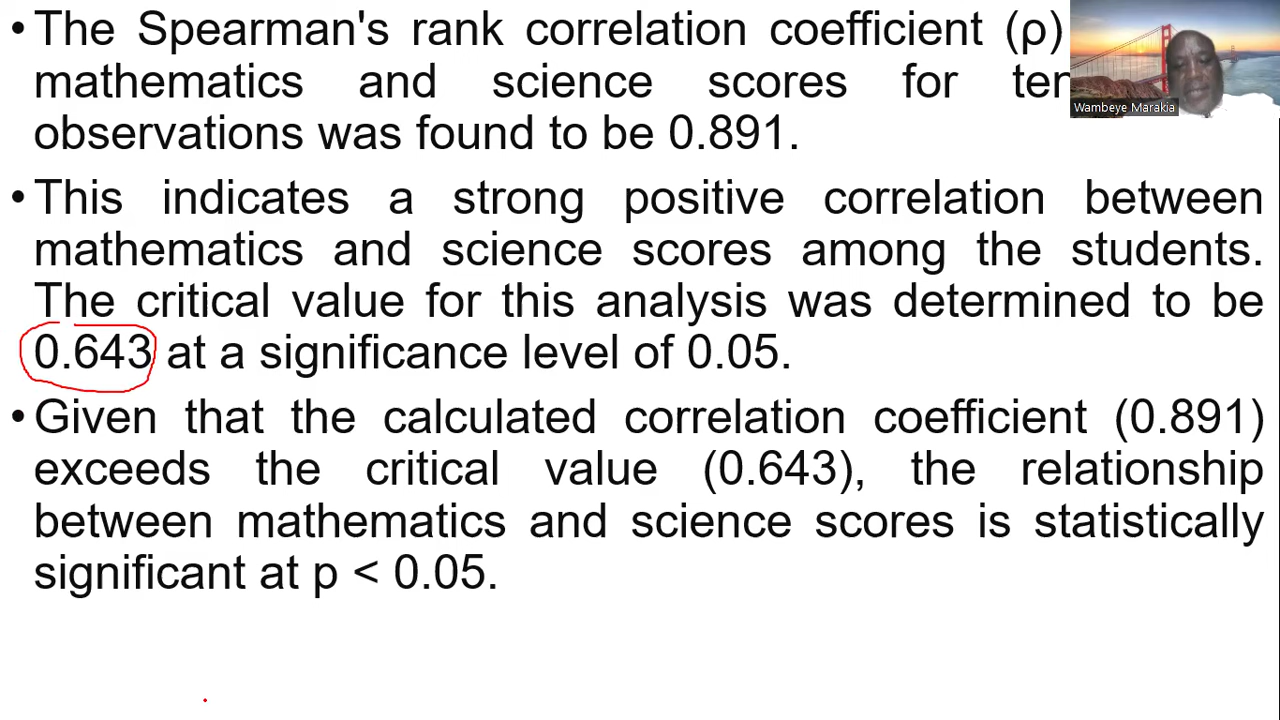 • The Spearman's rank correlation coefficient (ρ)
mathematics and science scores for
observations was found to be 0.891.
• This indicates a strong positive correlation between
mathematics and science scores among the students.
The critical value for this analysis was determined to be
0.643 at a significance level of 0.05.
• Given that the calculated correlation coefficient (0.891)
exceeds the critical value (0.643), the relationship
between mathematics and science scores is statistically
significant at p < 0.05.
Wambeye Marakia